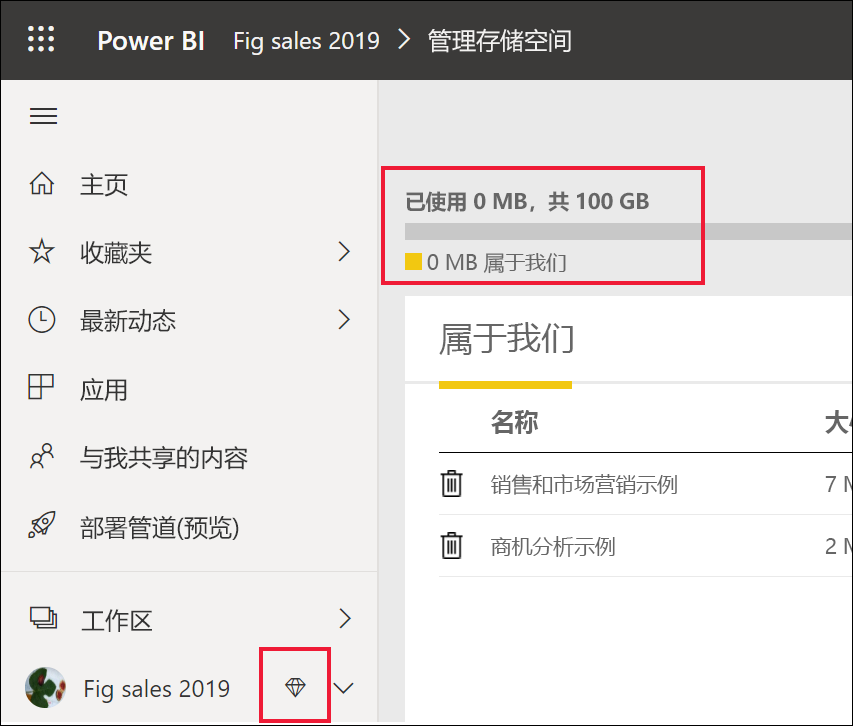 Power BI Fig sales 2019 > 管理存储空间
主页
收藏夹
最新动态
应用
与我共享的内容
部署管道(预览)
工作区
Fig sales 2019
已使用 0 MB，共 100 GB
0 MB 属于我们
属于我们
名称
销售和市场营销示例 7
商机分析示例 2